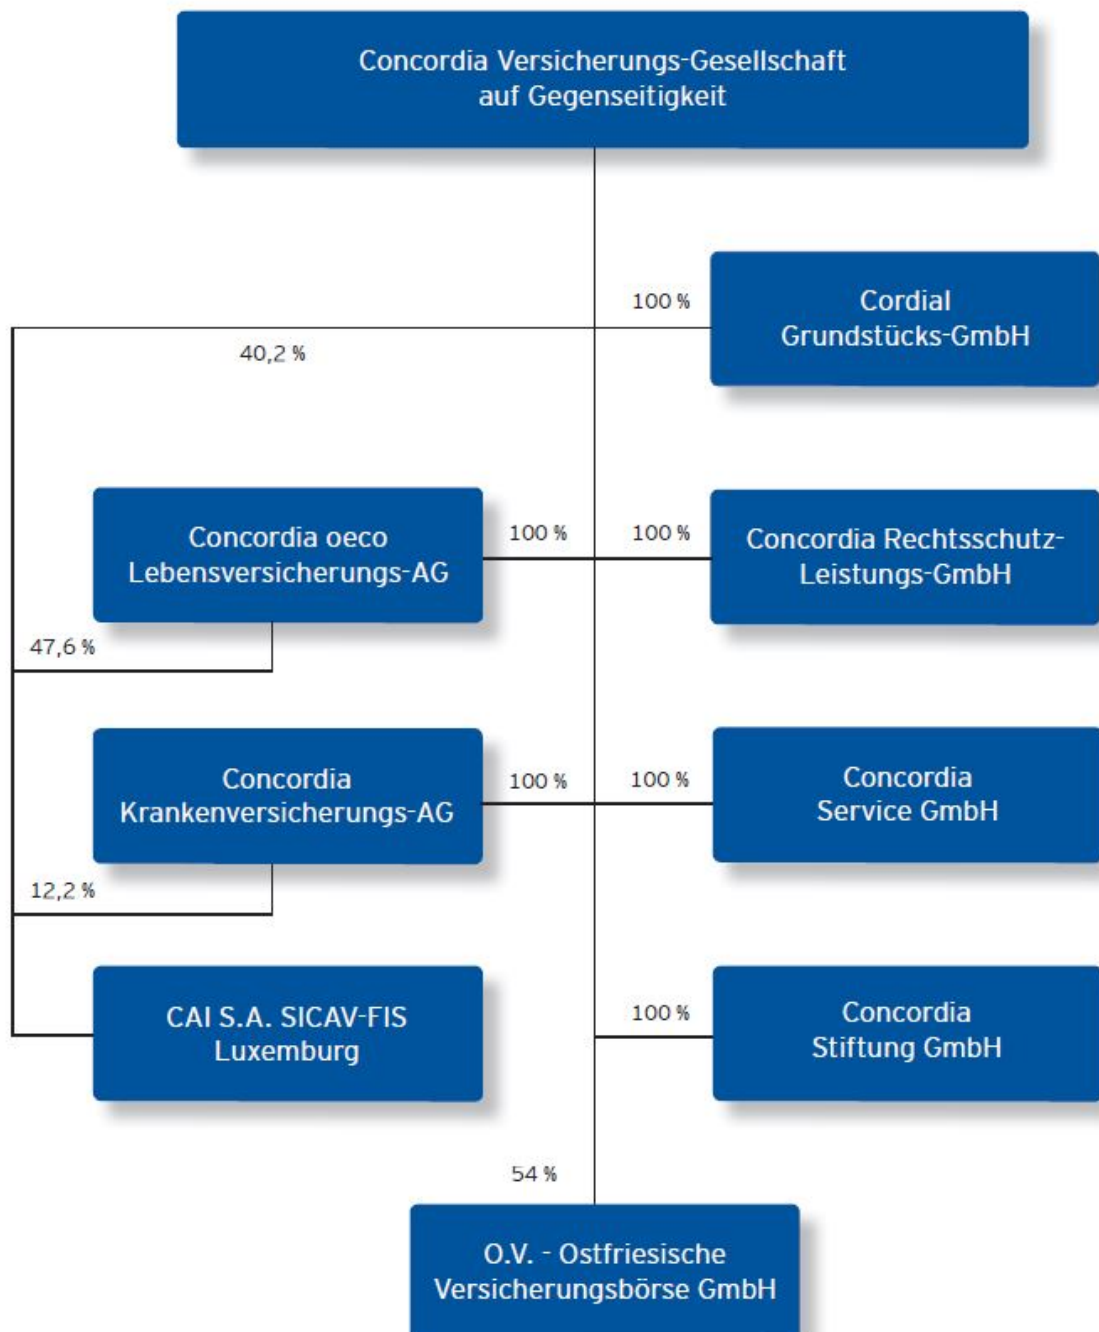 Concordia Versicherungs-Gesellschaft
auf Gegenseitigkeit
100 %
Cordial
Grundstücks-GmbH
40,2 %
Concordia oeco
Lebensversicherungs-AG
100 %
100 %
Concordia Rechtsschutz-
Leistungs-GmbH
47,6 %
Concordia
Krankenversicherungs-AG
100 %
100 %
Concordia
Service GmbH
12,2 %
CAI S.A. SICAV-FIS
Luxemburg
100 %
Concordia
Stiftung GmbH
54 %
O.V. - Ostfriesische
Versicherungsbörse GmbH